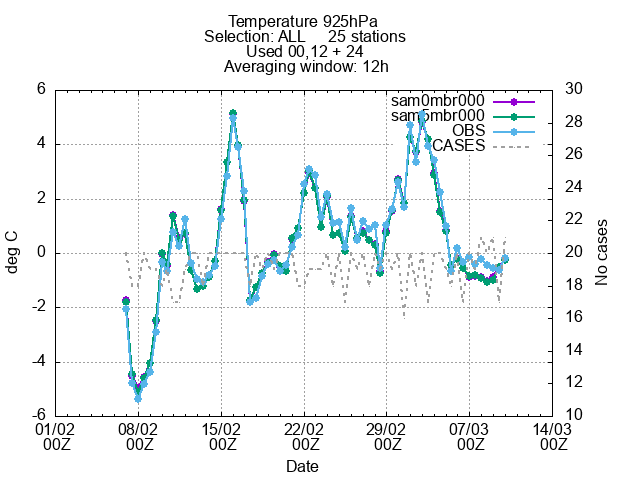 Temperature 925hPa
Selection: ALL 25 stations
Used 00,12 + 24
Averaging window: 12h
6 30
sam0mbr000
sam5mbr000
OBS
CASES
28
4
26
24
2
22
0 20
18
-2
16
-4 14
12
-6 10
deg C
No cases
01/02 08/02 15/02 22/02 29/02 07/03 14/03
00Z 00Z 00Z 00Z 00Z 00Z 00Z
Date